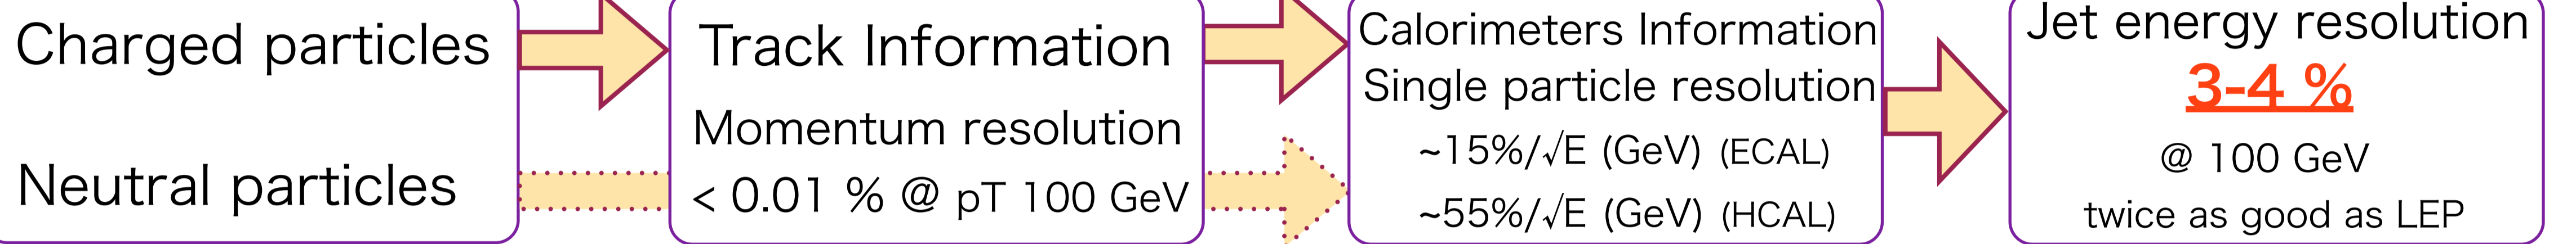 Charged particles
Neutral particles
Track Information
Momentum resolution
< 0.01 % @ pT 100 GeV
Calorimeters Information
Single particle resolution
~15%/√E (GeV) (ECAL)
~55%/√E (GeV) (HCAL)
Jet energy resolution
3-4 %
@ 100 GeV
twice as good as LEP